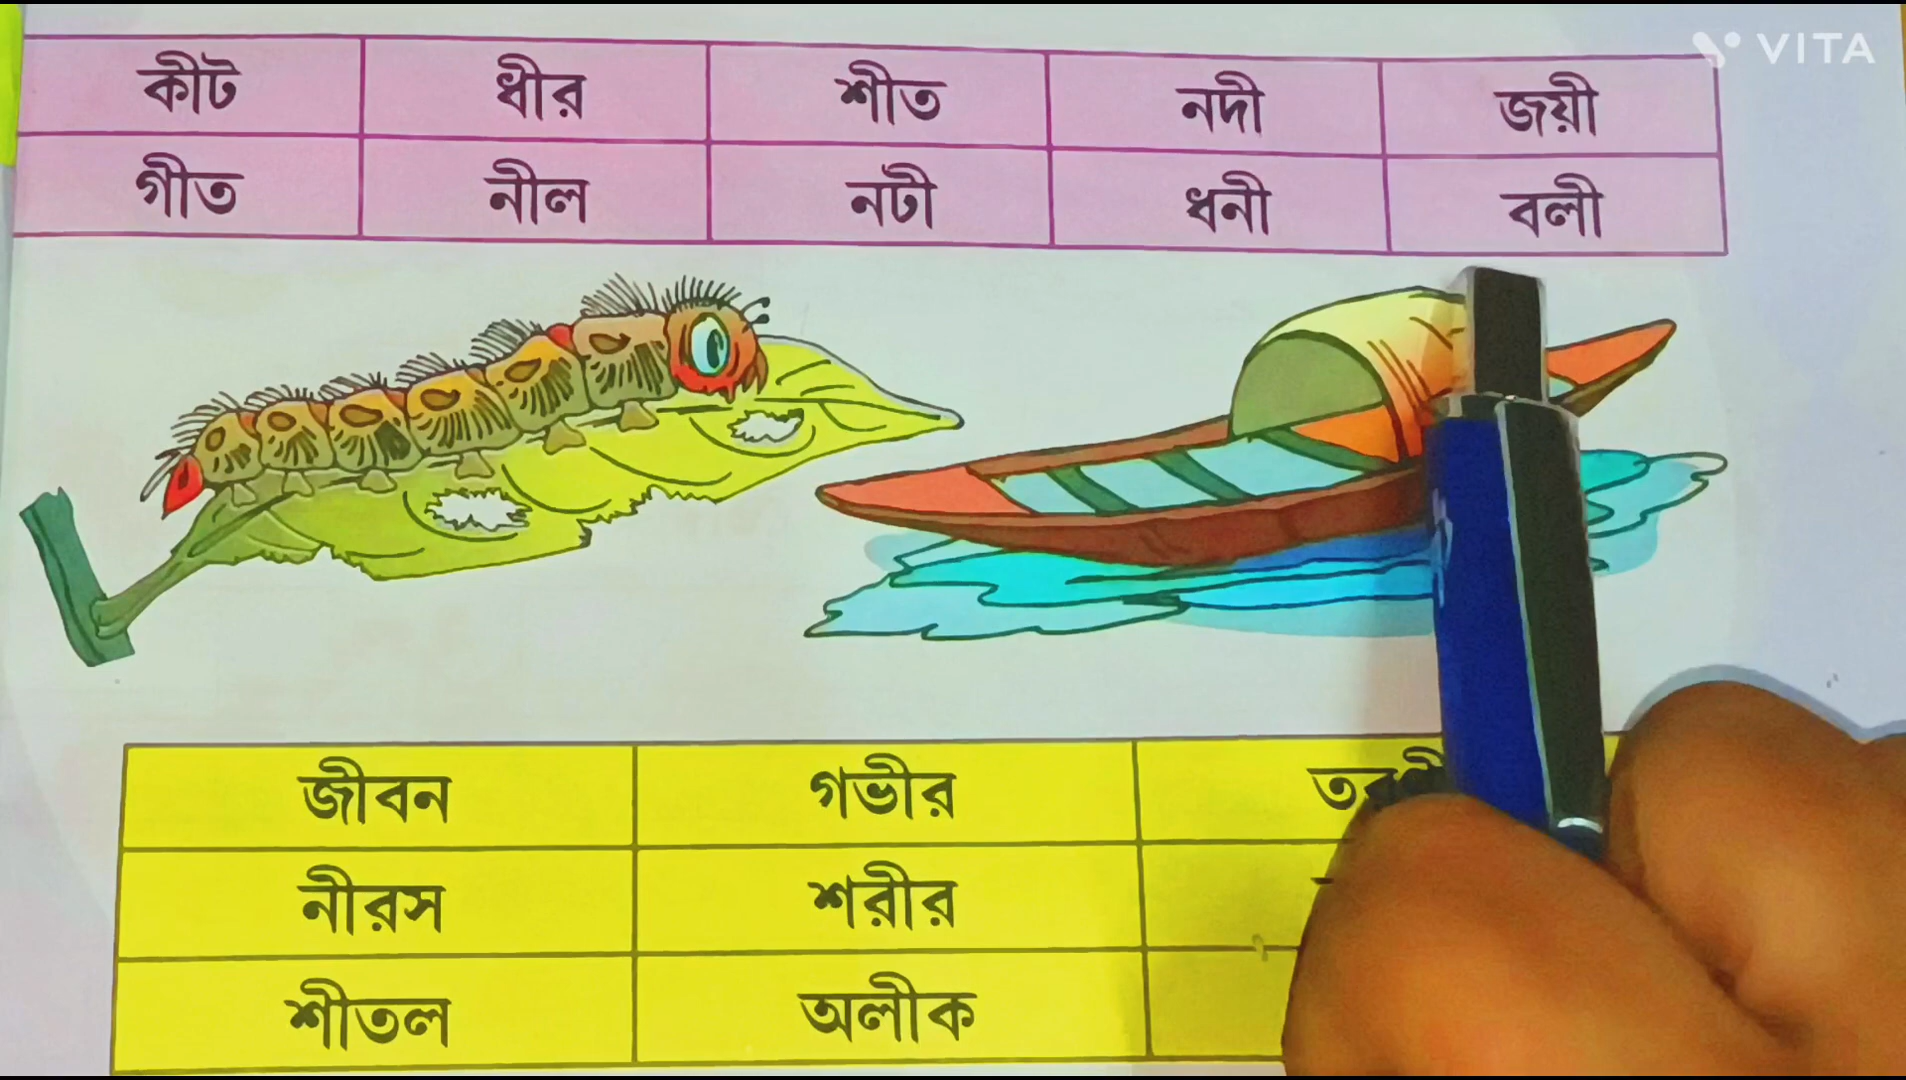 VITA
কীট ধীর শীত নদী জয়ী
গীত নীল নটী ধনী বলী
জীবন গভীর
নীরস শরীর
শীতল অলীক